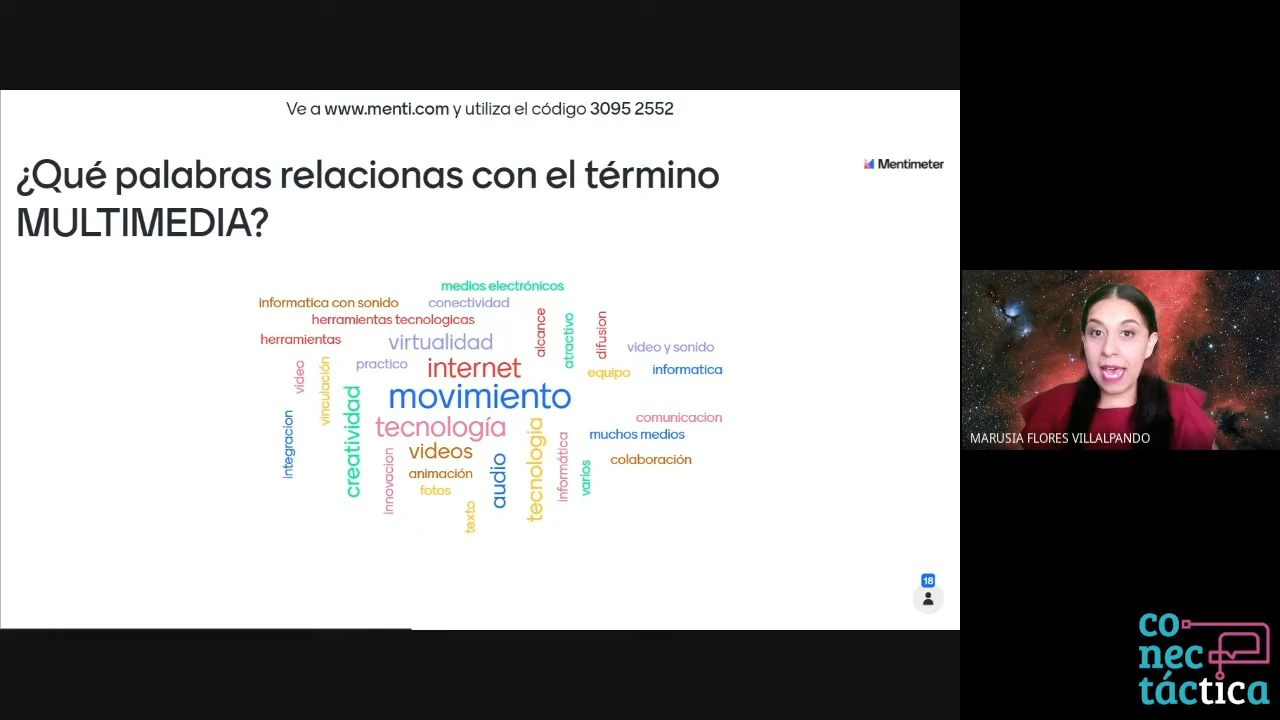 Ve a www.menti.com y utiliza el código 3095 2552
¿Qué palabras relacionas con el término
MULTIMEDIA?
Mentimeter
medios electrónicos
informatica con sonido
conectividad
herramientas tecnologicas
alcance
atractivo
difusion
herramientas
virtualidad
video y sonido
video
vinculación
practico
internet
equipo
informatica
movimiento
creatividad
integracion
tecnología
comunicacion
muchos medios
videos
tecnologia
colaboración
innovacion
animación
audio
informática
varios
fotos
texto
18
MARUSIA FLORES VILLALPANDO
co
nec
táctica